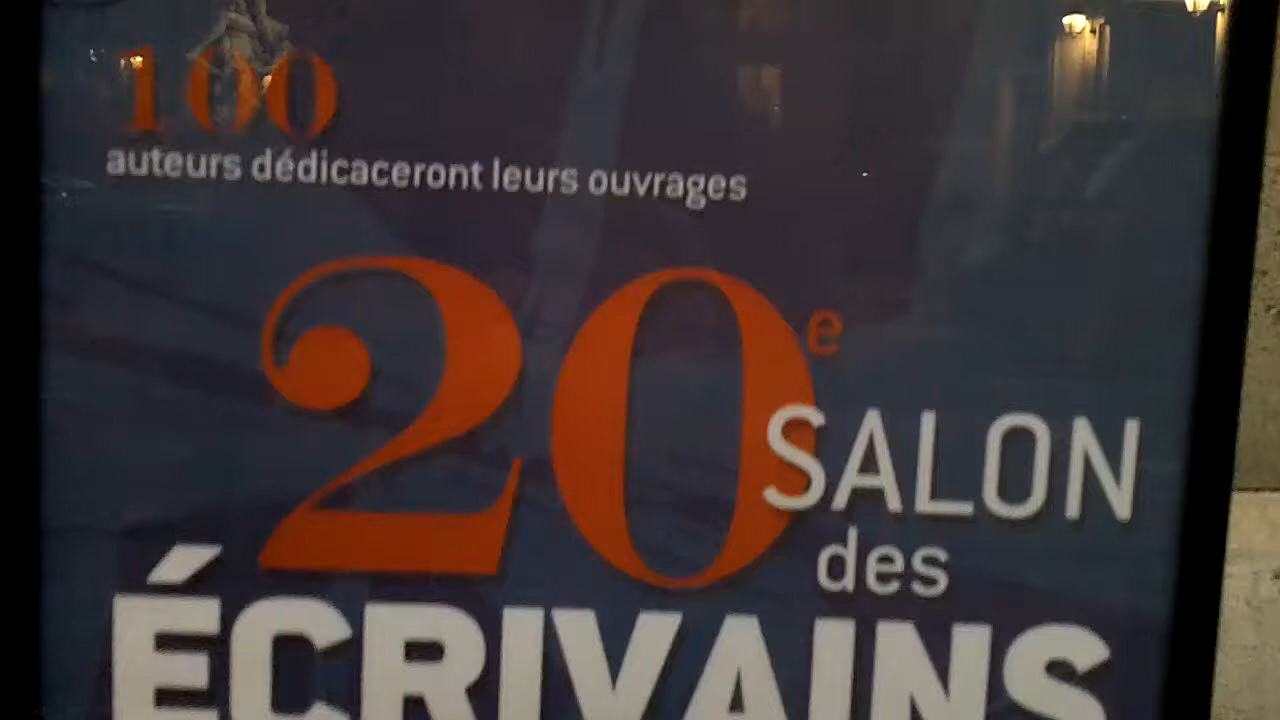 100
auteurs dédicaceront leurs ouvrages
20e
SALON
des
ÉCRIVAINS